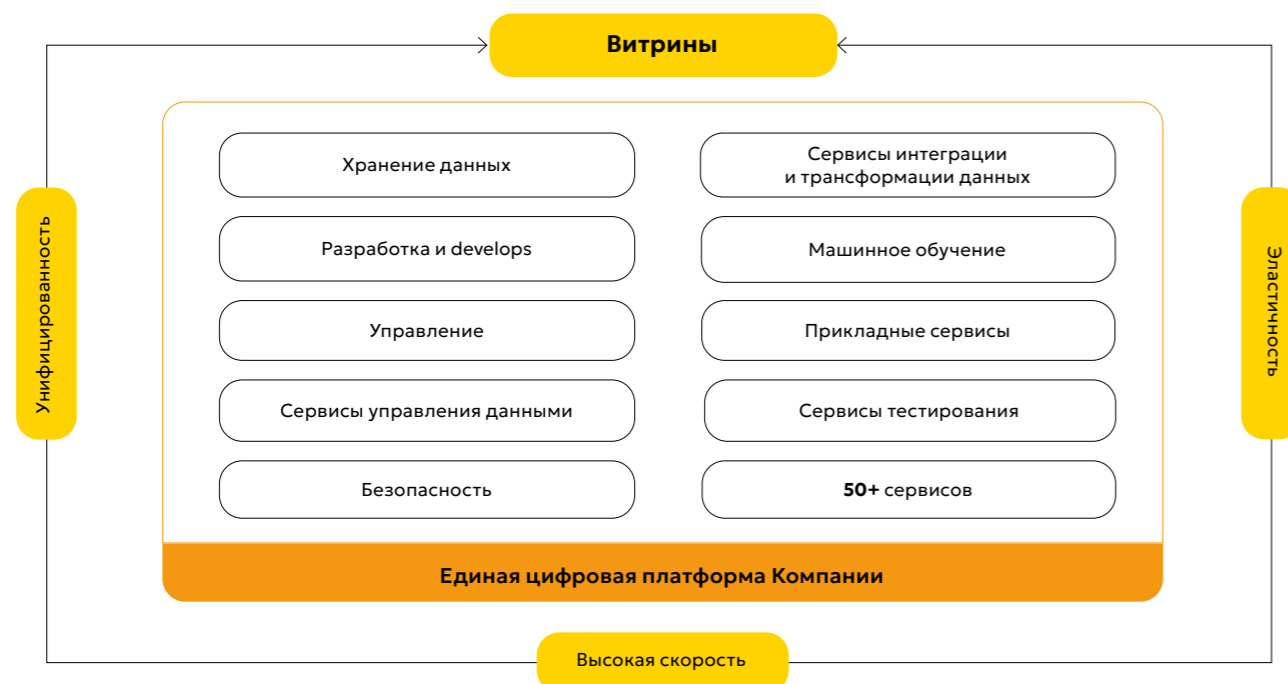 Витрины
Унифицированность
Хранение данных
Сервисы интеграции
и трансформации данных
Разработка и develops
Машинное обучение
Управление
Прикладные сервисы
Сервисы управления данными
Сервисы тестирования
Безопасность
50+ сервисов
Эластичность
Единая цифровая платформа Компании
Высокая скорость